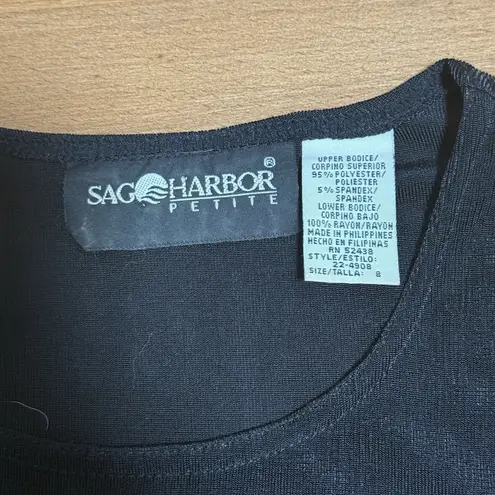 SAG HARBOR®
PETITE
UPPER BODICE/
CORPINO SUPERIOR
95% POLYESTER/
POLIESTER
5% SPANDEX/
SPANDEX
LOWER BODICE/
CORPINO BAJO
100% RAYON/RAYON
MADE IN PHILIPPINES
HECHO EN FILIPINAS
RN 52438
STYLE/ESTILO:
22-4908
SIZE/TALLA: 8